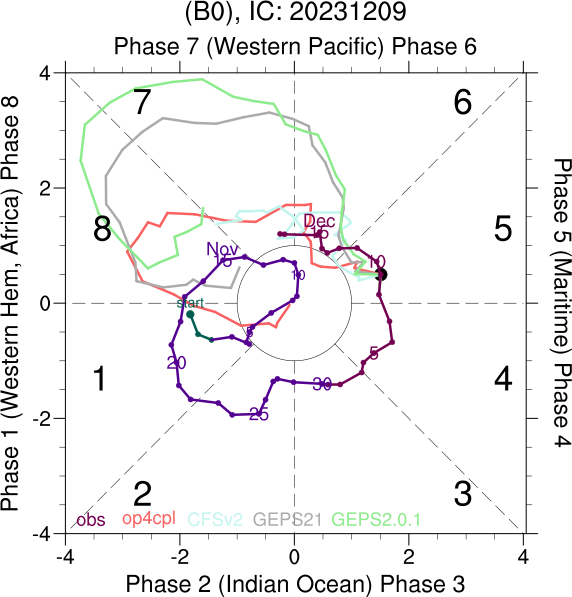 (B0), IC: 20231209
Phase 7 (Western Pacific) Phase 6
Phase 1 (Western Hem, Africa) Phase 8
Phase 5 (Maritime) Phase 4
4
2
0
-2
-4
7
6
8
5
1
4
2
3
Dec
15
10
Nov
15
10
start
5
5
20
30
25
obs op4cpl CFSv2 GEPS21 GEPS2.0.1
-4 -2 0 2 4
Phase 2 (Indian Ocean) Phase 3